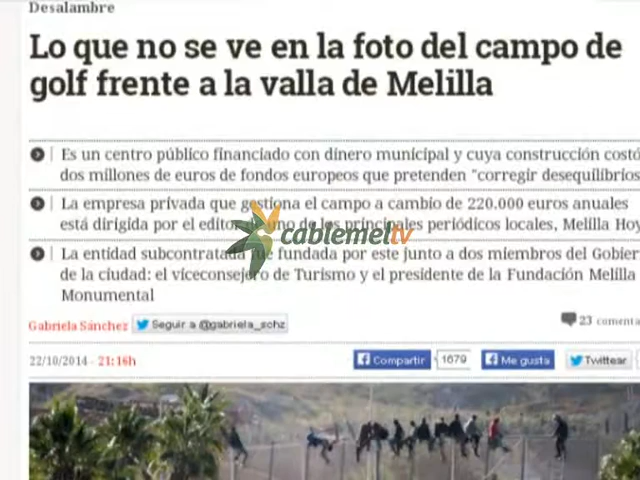 Desalambre
Lo que no se ve en la foto del campo de
golf frente a la valla de Melilla
Es un centro público financiado con dinero municipal y cuya construcción costó
dos millones de euros de fondos europeos que pretenden "corregir desequilibrios
La empresa privada que gestiona el campo a cambio de 220.000 euros anuales
está dirigida por el editor de uno de los principales periódicos locales, Melilla Hoy
cablemeltv
La entidad subcontratada fue fundada por este junto a dos miembros del Gobier
de la ciudad: el viceconsejero de Turismo y el presidente de la Fundación Melilla
Monumental
Gabriela Sánchez Seguir a @gabriela_schz
23 comenta
22/10/2014 - 21:16h
Compartir 1679 Me gusta Twittear